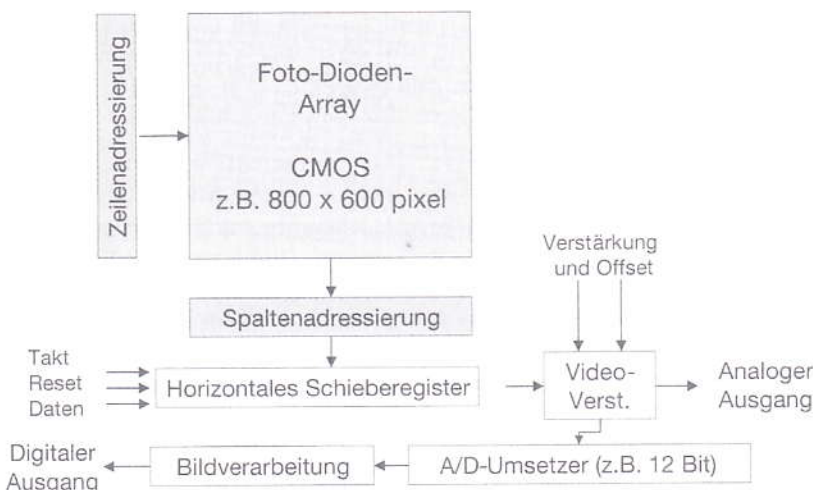 Zeilenadressierung
Foto-Dioden-
Array
CMOS
z.B. 800 x 600 pixel
Verstärkung
und Offset
Spaltenadressierung
Takt
Reset
Daten
Horizontales Schieberegister
Video-
Verst.
Analoger
Ausgang
Digitaler
Ausgang
Bildverarbeitung
A/D-Umsetzer (z.B. 12 Bit)